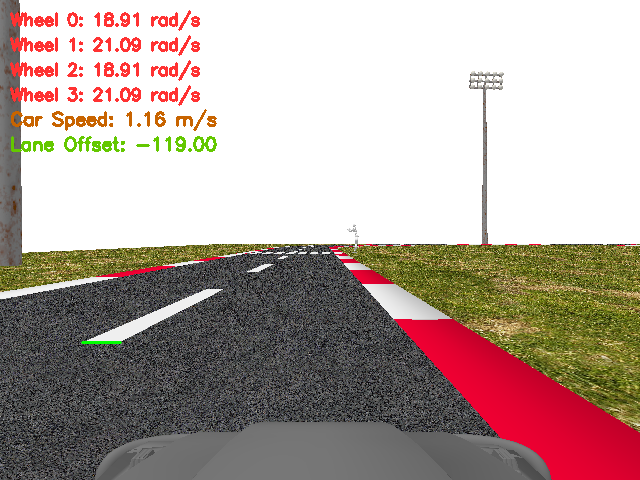 Wheel 0: 18.91 rad/s
Wheel 1: 21.09 rad/s
Wheel 2: 18.91 rad/s
Wheel 3: 21.09 rad/s
Car Speed: 1.16 m/s
Lane Offset: -119.00